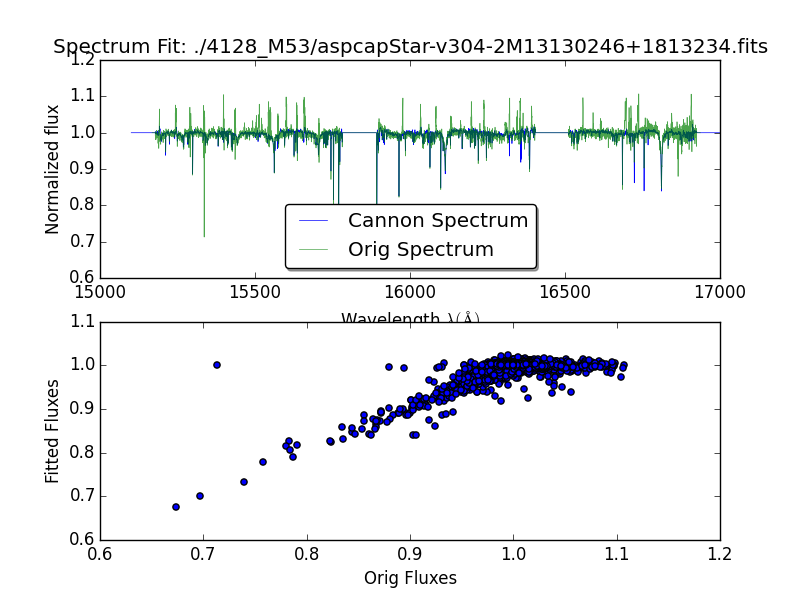 Spectrum Fit: ./4128_M53/aspcapStar-v304-2M13130246+1813234.fits
1.2
1.1
1.0
0.9
0.8
0.7
0.6
Normalized flux
Cannon Spectrum
Orig Spectrum
15000 15500 16000 16500 17000
Wavelength λ(Å)
1.1
1.0
0.9
0.8
0.7
0.6
Fitted Fluxes
0.6 0.7 0.8 0.9 1.0 1.1 1.2
Orig Fluxes